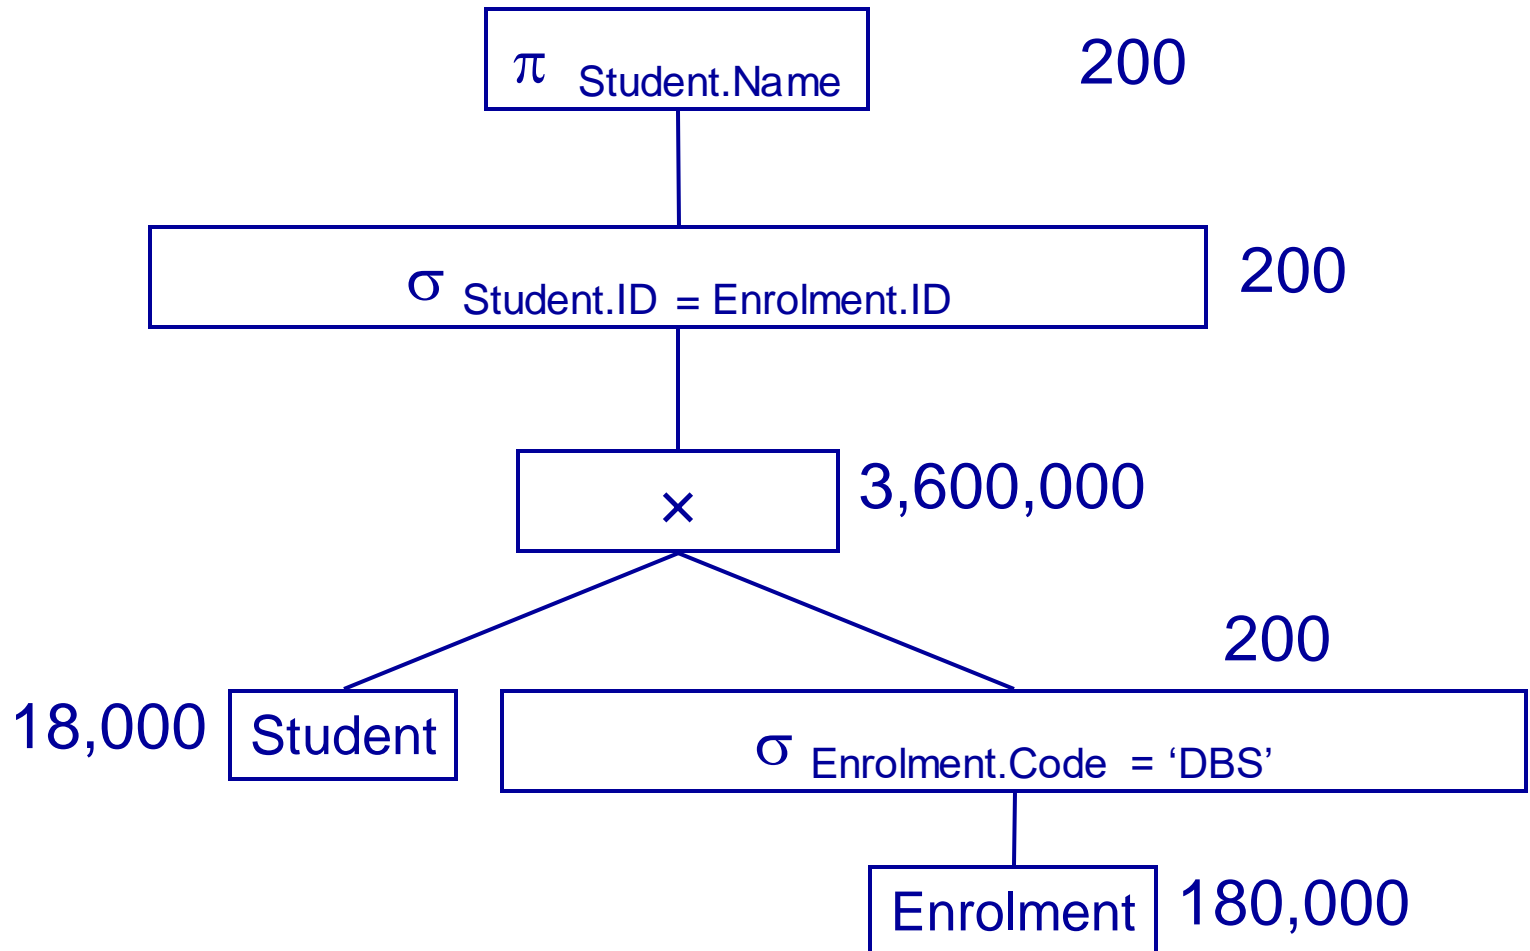 π Student.Name
200
σ Student.ID = Enrolment.ID
200
×
3,600,000
200
18,000
Student
σ Enrolment.Code = ‘DBS’
Enrolment
180,000